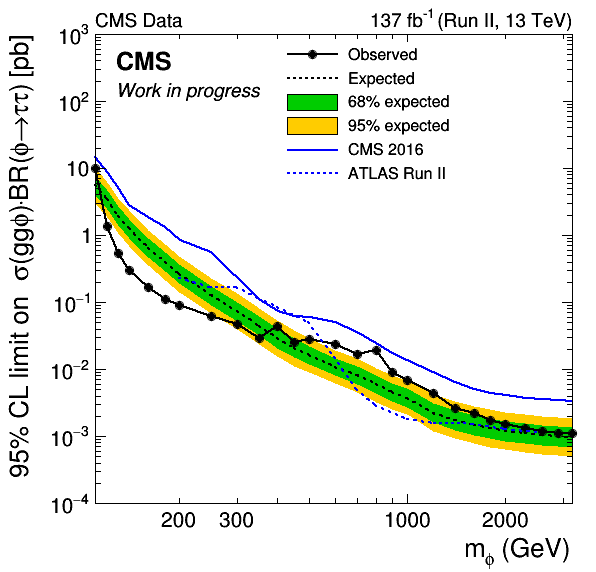 CMS Data 137 fb⁻¹ (Run II, 13 TeV)
CMS
Work in progress
Observed
Expected
68% expected
95% expected
CMS 2016
ATLAS Run II
95% CL limit on σ(ggϕ)·BR(ϕ→ττ) [pb]
10³
10²
10
1
10⁻¹
10⁻²
10⁻³
10⁻⁴
200 300 1000 2000
m_ϕ (GeV)